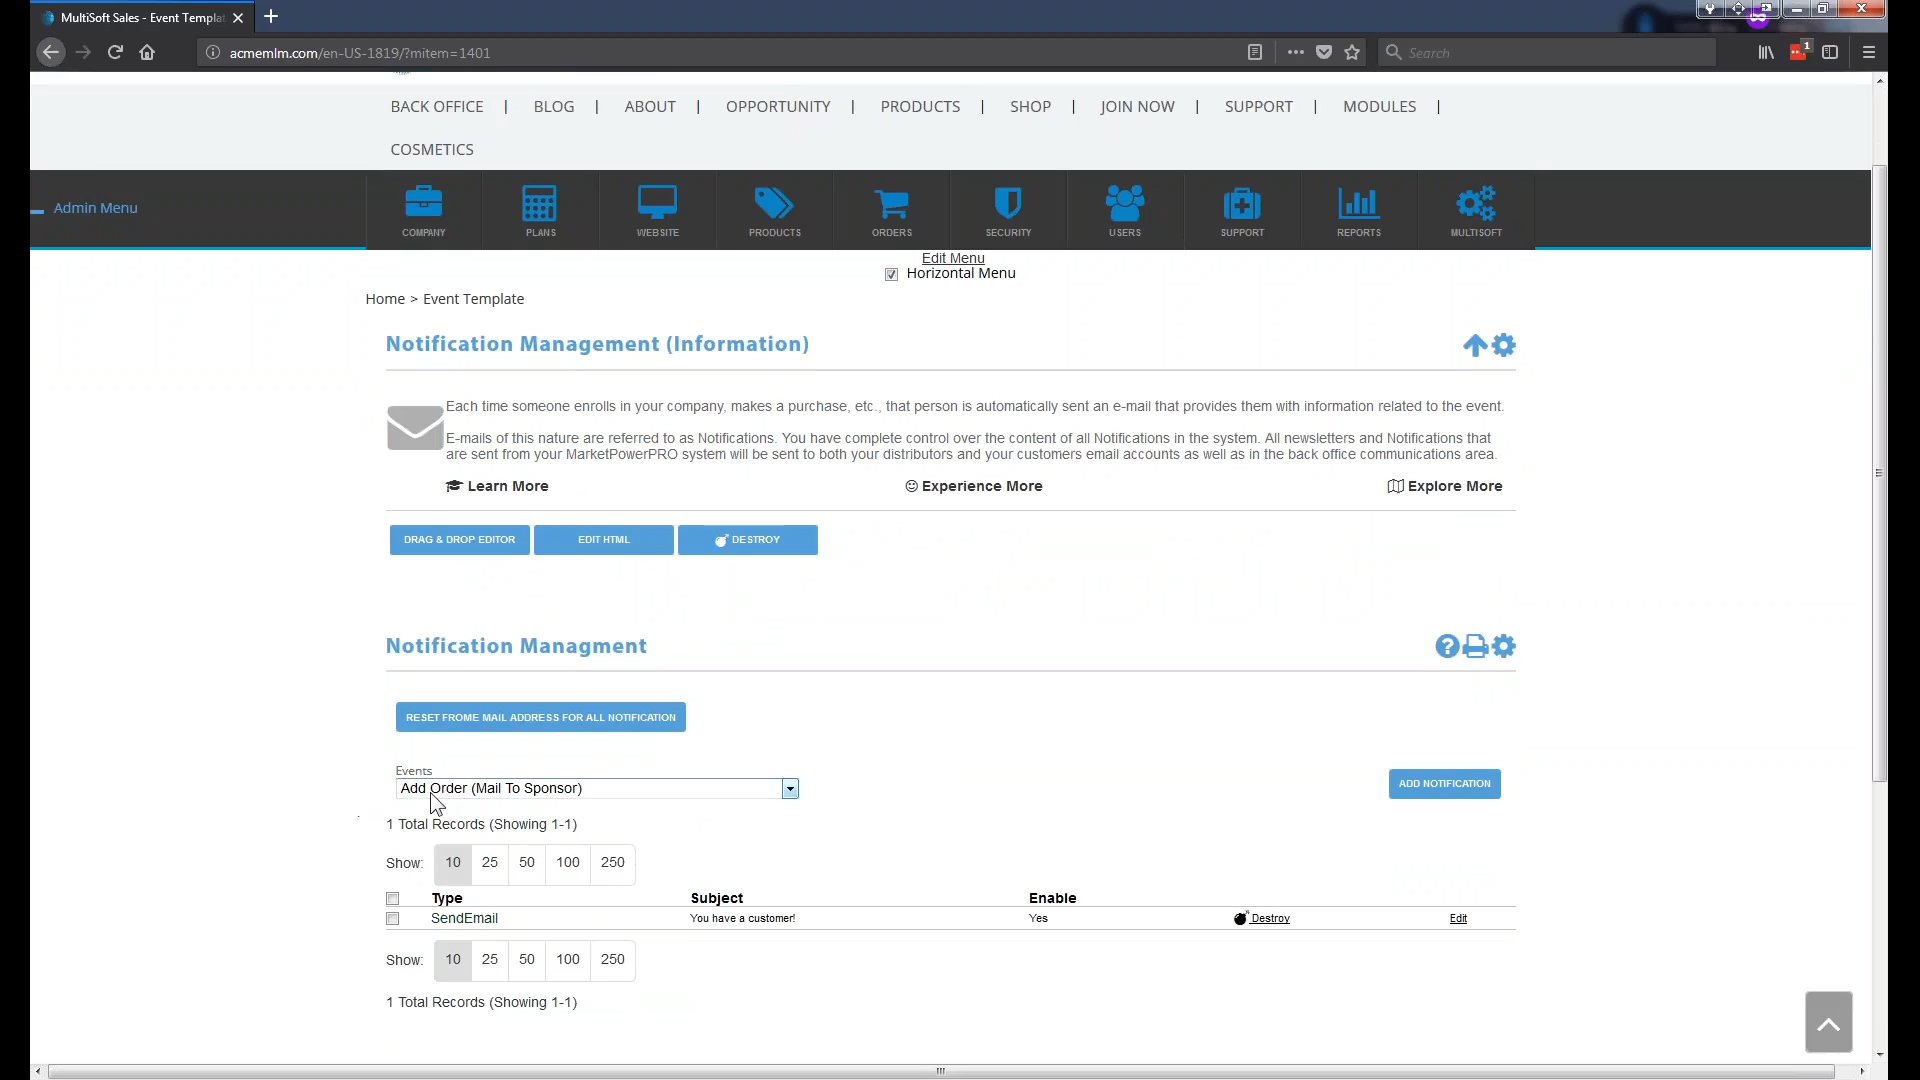 MultiSoft Sales - Event Templat
acmemlm.com/en-US-1819/?mitem=1401
Search
1
BACK OFFICE | BLOG | ABOUT | OPPORTUNITY | PRODUCTS | SHOP | JOIN NOW | SUPPORT | MODULES |
COSMETICS
Admin Menu
COMPANY PLANS WEBSITE PRODUCTS ORDERS SECURITY USERS SUPPORT REPORTS MULTISOFT
Edit Menu
Horizontal Menu
Home > Event Template
Notification Management (Information)
Each time someone enrolls in your company, makes a purchase, etc., that person is automatically sent an e-mail that provides them with information related to the event.
E-mails of this nature are referred to as Notifications. You have complete control over the content of all Notifications in the system. All newsletters and Notifications that
are sent from your MarketPowerPRO system will be sent to both your distributors and your customers email accounts as well as in the back office communications area.
Learn More Experience More Explore More
DRAG & DROP EDITOR EDIT HTML DESTROY
Notification Managment
RESET FROME MAIL ADDRESS FOR ALL NOTIFICATION
Events
Add Order (Mail To Sponsor)
ADD NOTIFICATION
1 Total Records (Showing 1-1)
Show: 10 25 50 100 250
Type Subject Enable
SendEmail You have a customer! Yes Destroy Edit
Show: 10 25 50 100 250
1 Total Records (Showing 1-1)